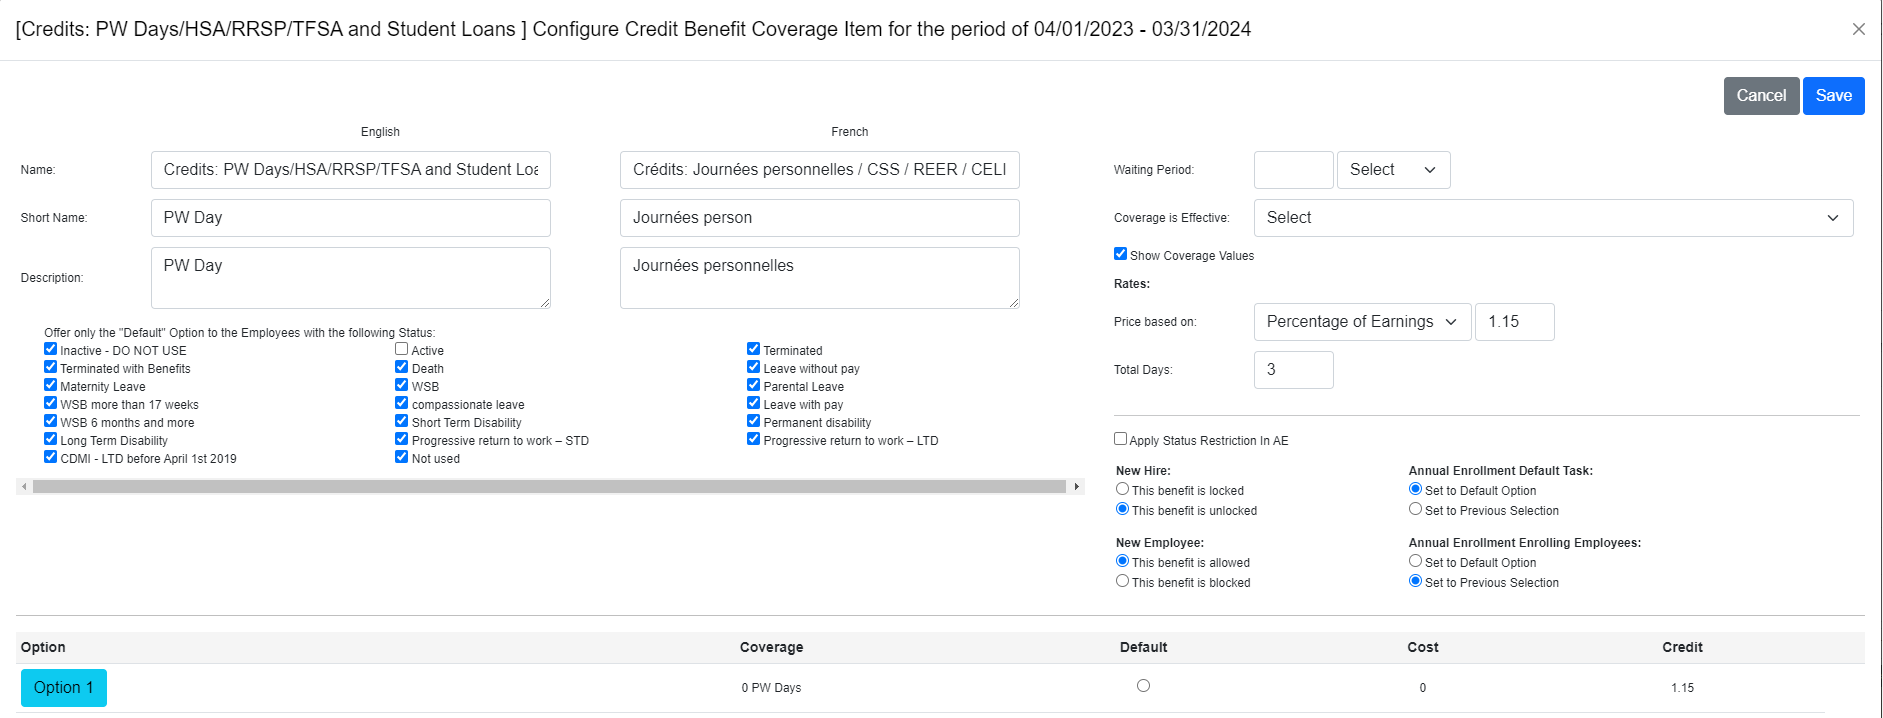 [Credits: PW Days/HSA/RRSP/TFSA and Student Loans ] Configure Credit Benefit Coverage Item for the period of 04/01/2023 - 03/31/2024
Cancel Save
English French
Name: Credits: PW Days/HSA/RRSP/TFSA and Student Loa Crédits: Journées personnelles / CSS / REER / CELI Waiting Period: Select
Short Name: PW Day Journées person Coverage is Effective: Select
Description: PW Day Journées personnelles
Show Coverage Values
Rates:
Price based on: Percentage of Earnings 1.15
Total Days: 3
Offer only the "Default" Option to the Employees with the following Status:
Inactive - DO NOT USE Active Terminated
Terminated with Benefits Death Leave without pay
Maternity Leave WSB Parental Leave
WSB more than 17 weeks compassionate leave Leave with pay
WSB 6 months and more Short Term Disability Permanent disability
Long Term Disability Progressive return to work – STD Progressive return to work – LTD
CDMI - LTD before April 1st 2019 Not used
Apply Status Restriction In AE
New Hire: Annual Enrollment Default Task:
This benefit is locked Set to Default Option
This benefit is unlocked Set to Previous Selection
New Employee: Annual Enrollment Enrolling Employees:
This benefit is allowed Set to Default Option
This benefit is blocked Set to Previous Selection
Option Coverage Default Cost Credit
Option 1 0 PW Days 0 1.15